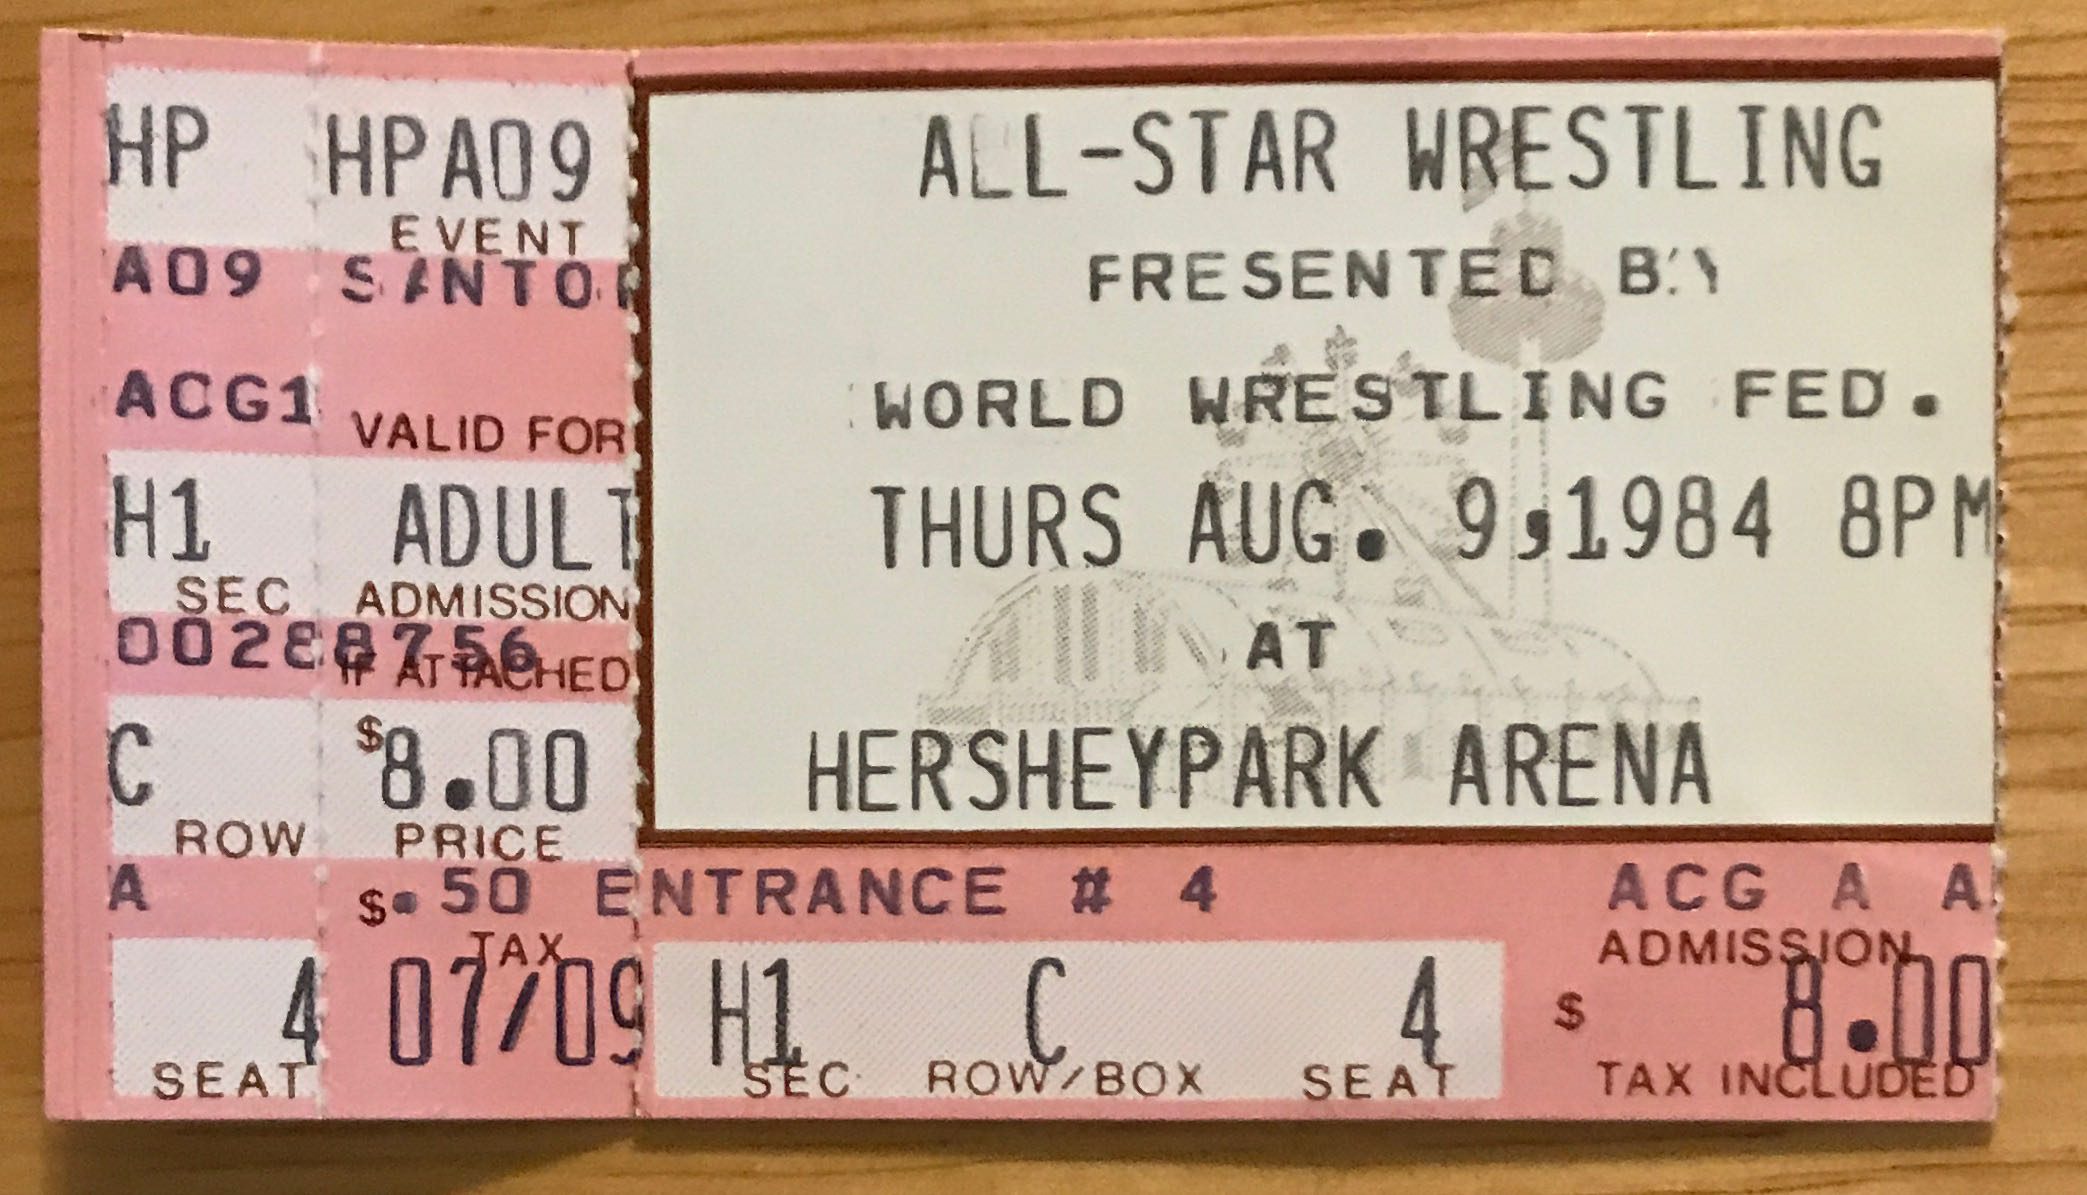 HP HPA09
EVENT
A09 SANTOR
ACG1
VALID FOR
H1 ADULT
SEC ADMISSION
00288756
IF ATTACHED
C $8.00
ROW PRICE
A $.50
TAX
4 07/09
SEAT
ALL-STAR WRESTLING
PRESENTED BY
WORLD WRESTLING FED.
THURS AUG. 9,1984 8PM
AT
HERSHEYPARK ARENA
ENTRANCE # 4 ACG A A
ADMISSION
H1 C 4 $ 8.00
SEC ROW/BOX SEAT TAX INCLUDED